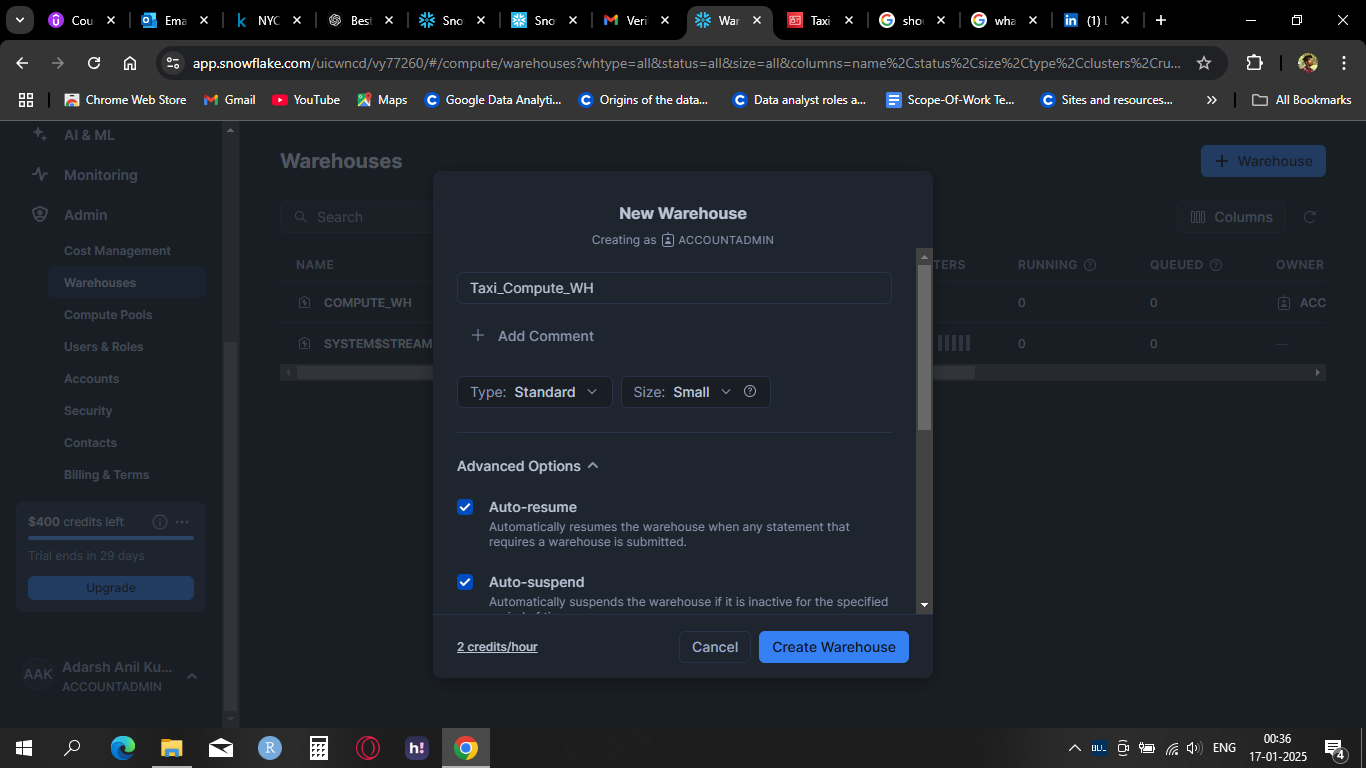 Cou
Ema
NYC
Best
Snow
Snow
Veri
War
Taxi-
shou
wha
(1) L
app.snowflake.com/uicwncd/vy77260/#/compute/warehouses?whtype=all&status=all&size=all&columns=name%2Cstatus%2Csize%2Ctype%2Cclusters%2Cru...
Chrome Web Store
Gmail
YouTube
Maps
Google Data Analyti...
Origins of the data...
Data analyst roles a...
Scope-Of-Work Te...
Sites and resources...
»
All Bookmarks
AI & ML
Monitoring
Admin
Cost Management
Warehouses
Compute Pools
Users & Roles
Accounts
Security
Contacts
Billing & Terms
$400 credits left
Trial ends in 29 days
Upgrade
AAK
Adarsh Anil Ku...
ACCOUNTADMIN
Warehouses
+ Warehouse
Search
Columns
NAME
TERS
RUNNING
QUEUED
OWNER
COMPUTE_WH
0
0
ACC
SYSTEM$STREAM
0
0
—
New Warehouse
Creating as ACCOUNTADMIN
Taxi_Compute_WH
+ Add Comment
Type: Standard
Size: Small
Advanced Options
Auto-resume
Automatically resumes the warehouse when any statement that
requires a warehouse is submitted.
Auto-suspend
Automatically suspends the warehouse if it is inactive for the specified
2 credits/hour
Cancel
Create Warehouse
h!
ENG
00:36
17-01-2025
4